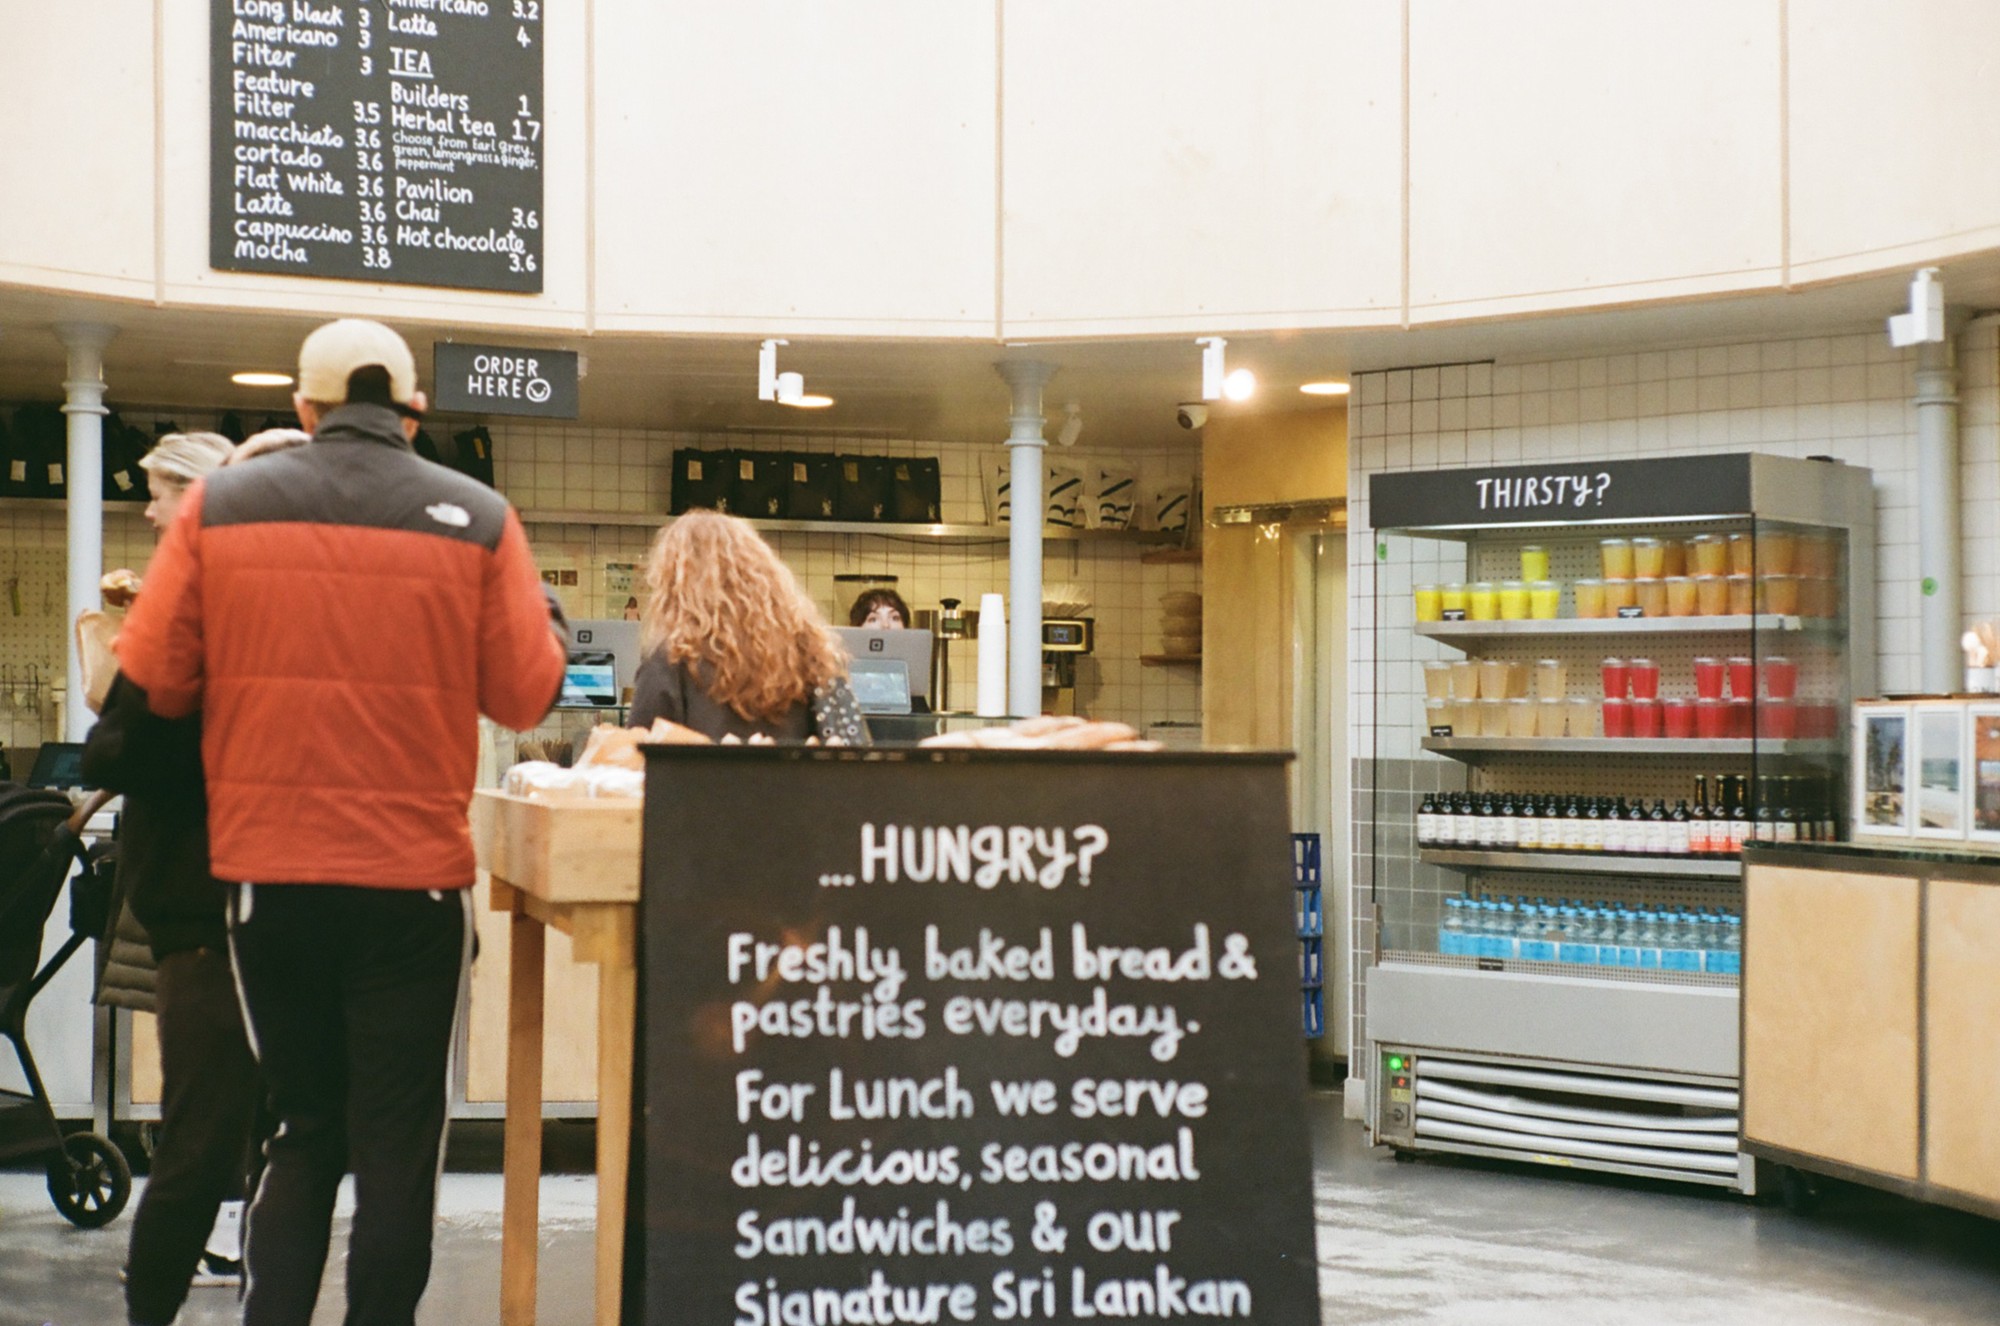 Long black 3
Americano 3
Filter 3
Feature
Filter 3.5
macchiato 3.6
cortado 3.6
Flat white 3.6
Latte 3.6
cappuccino 3.6
Mocha 3.8
Americano 3.2
Latte 4
TEA
Builders 1
Herbal tea 1.7
choose from Earl grey,
green, lemongrass & ginger,
peppermint
Pavilion
Chai 3.6
Hot chocolate
3.6
ORDER
HERE
THIRSTY?
...HUNGRY?
Freshly baked bread &
pastries everyday.
For Lunch we serve
delicious, seasonal
Sandwiches & our
Signature Sri Lankan